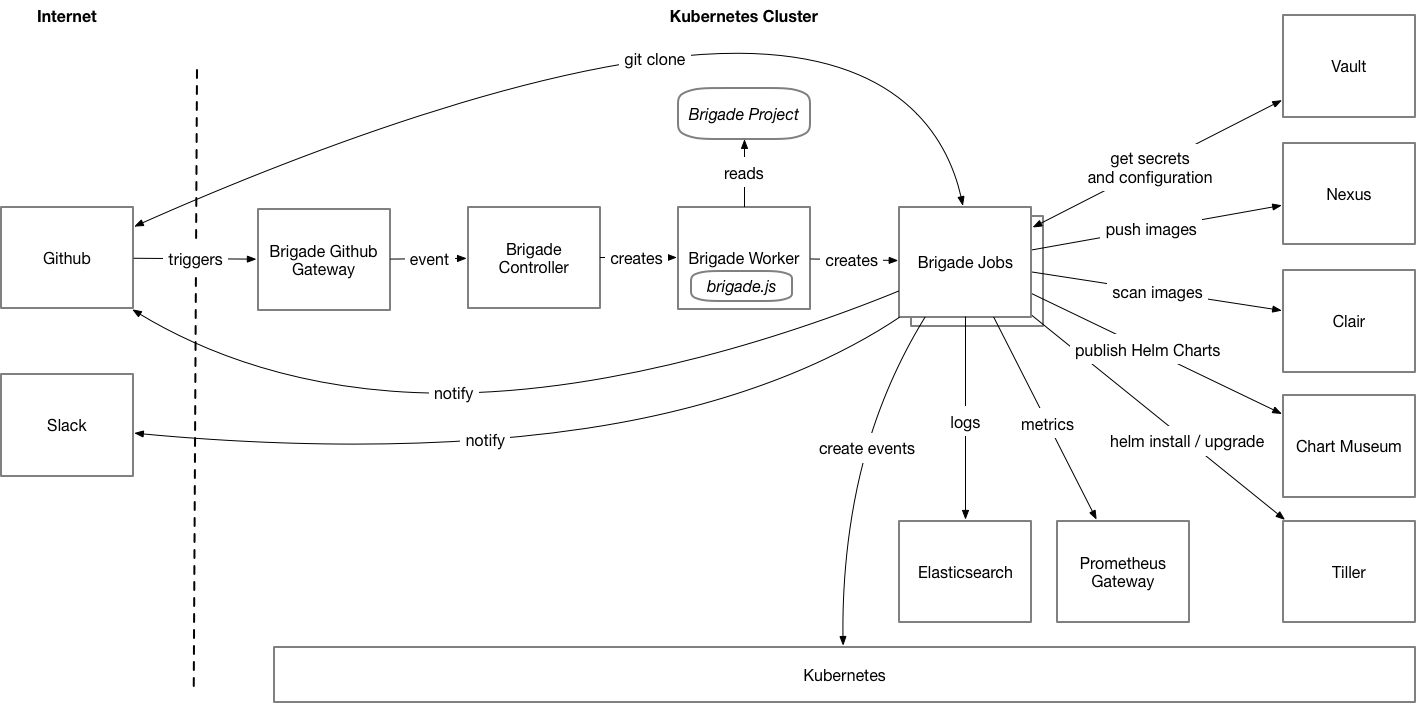 Internet
Kubernetes Cluster
git clone
Vault
Brigade Project
get secrets
and configuration
reads
Nexus
push images
Github
triggers
Brigade Github
Gateway
event
Brigade
Controller
creates
Brigade Worker
brigade.js
creates
Brigade Jobs
scan images
Clair
publish Helm Charts
notify
Slack
notify
create events
logs
metrics
helm install / upgrade
Chart Museum
Elasticsearch
Prometheus
Gateway
Tiller
Kubernetes